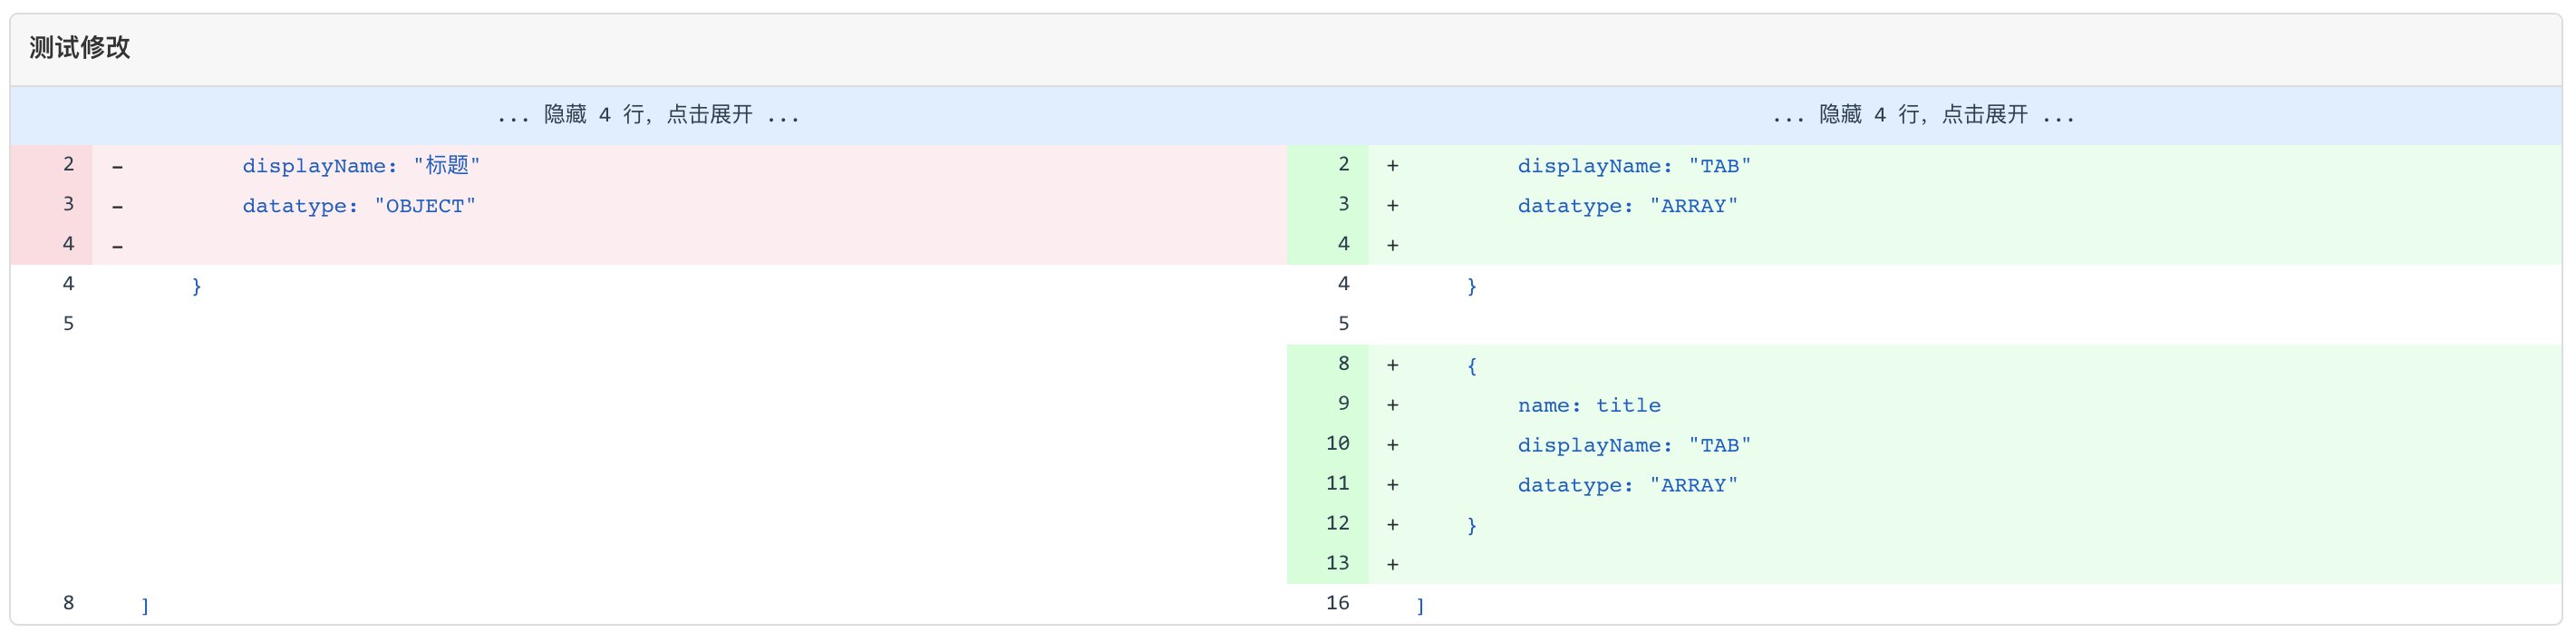 测试修改
... 隐藏 4 行，点击展开 ... ... 隐藏 4 行，点击展开 ...
2 – displayName: "标题" 2 + displayName: "TAB"
3 – datatype: "OBJECT" 3 + datatype: "ARRAY"
4 – 4 +
4 } 4 }
5 5
8 + {
9 + name: title
10 + displayName: "TAB"
11 + datatype: "ARRAY"
12 + }
13 +
8 ] 16 ]